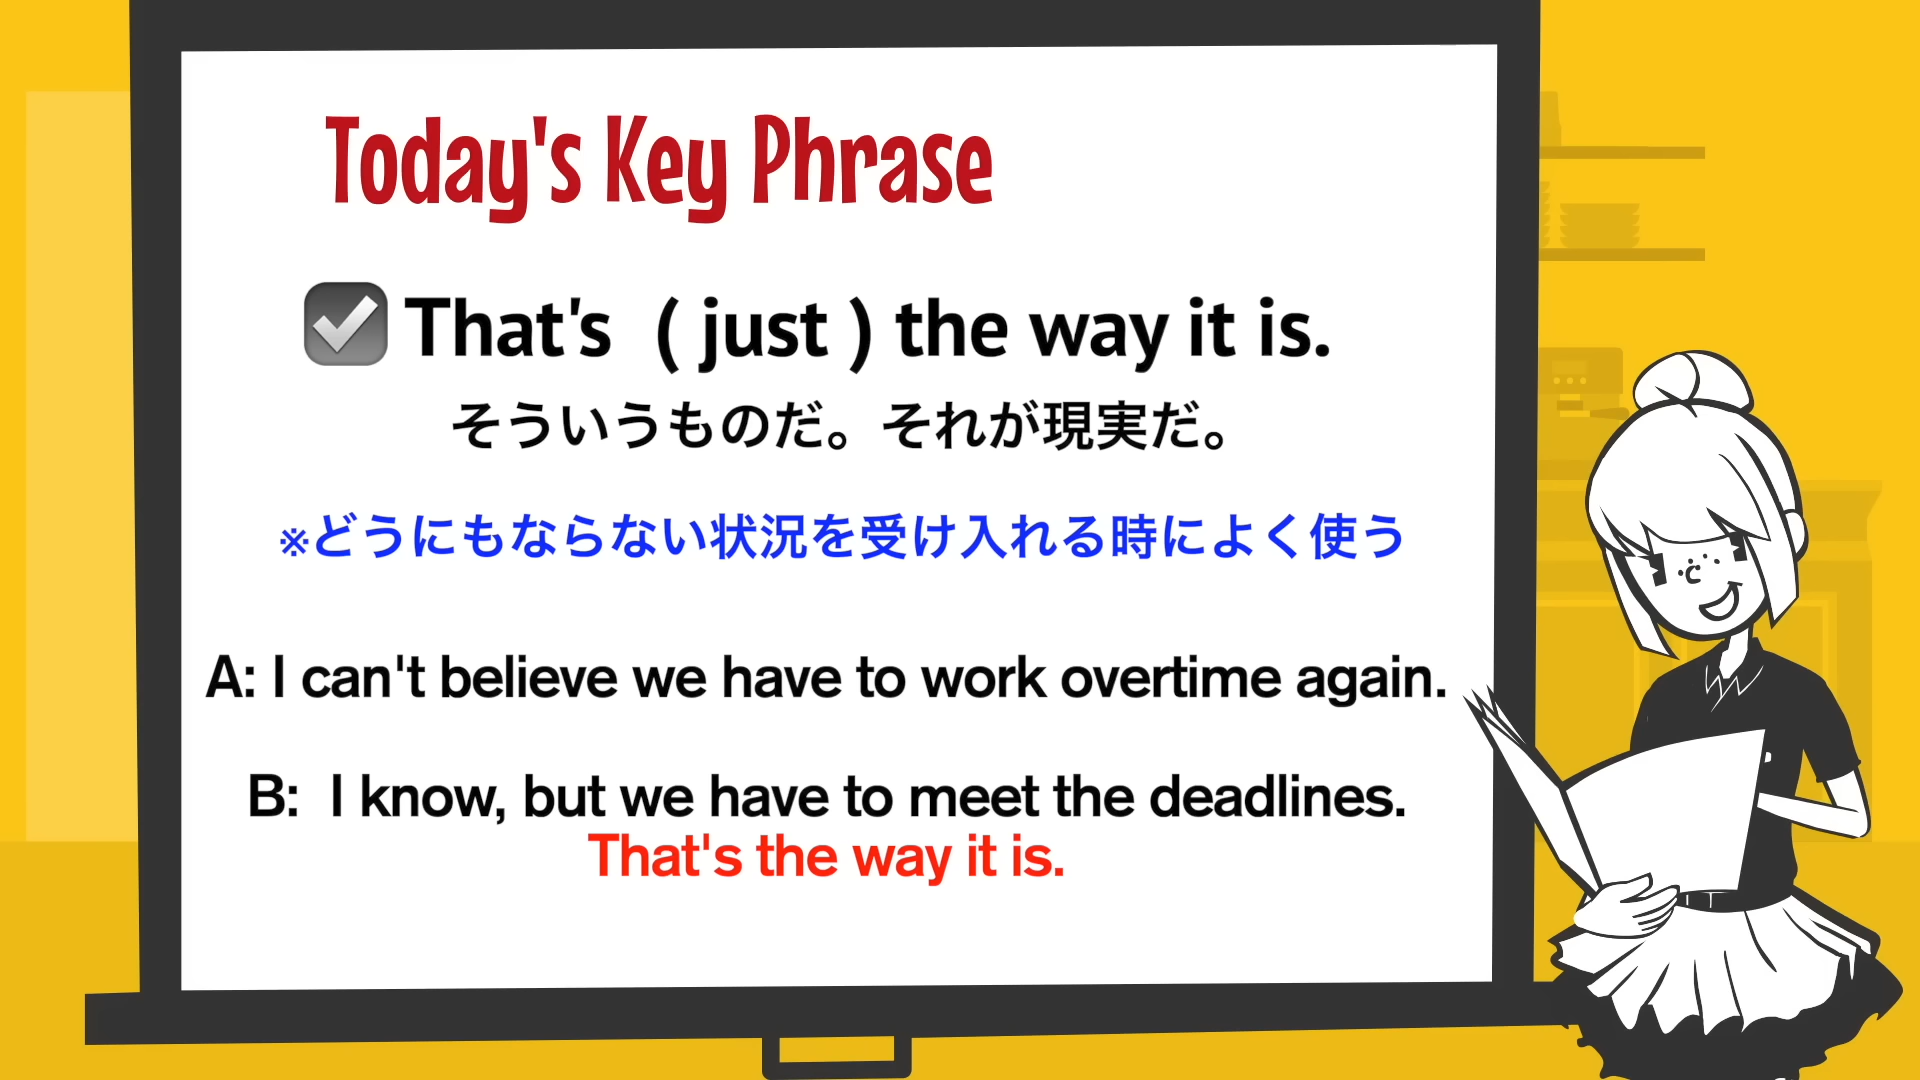 Today's Key Phrase
That's ( just ) the way it is.
そういうものだ。それが現実だ。
※どうにもならない状況を受け入れる時によく使う
A: I can't believe we have to work overtime again.
B: I know, but we have to meet the deadlines.
That's the way it is.